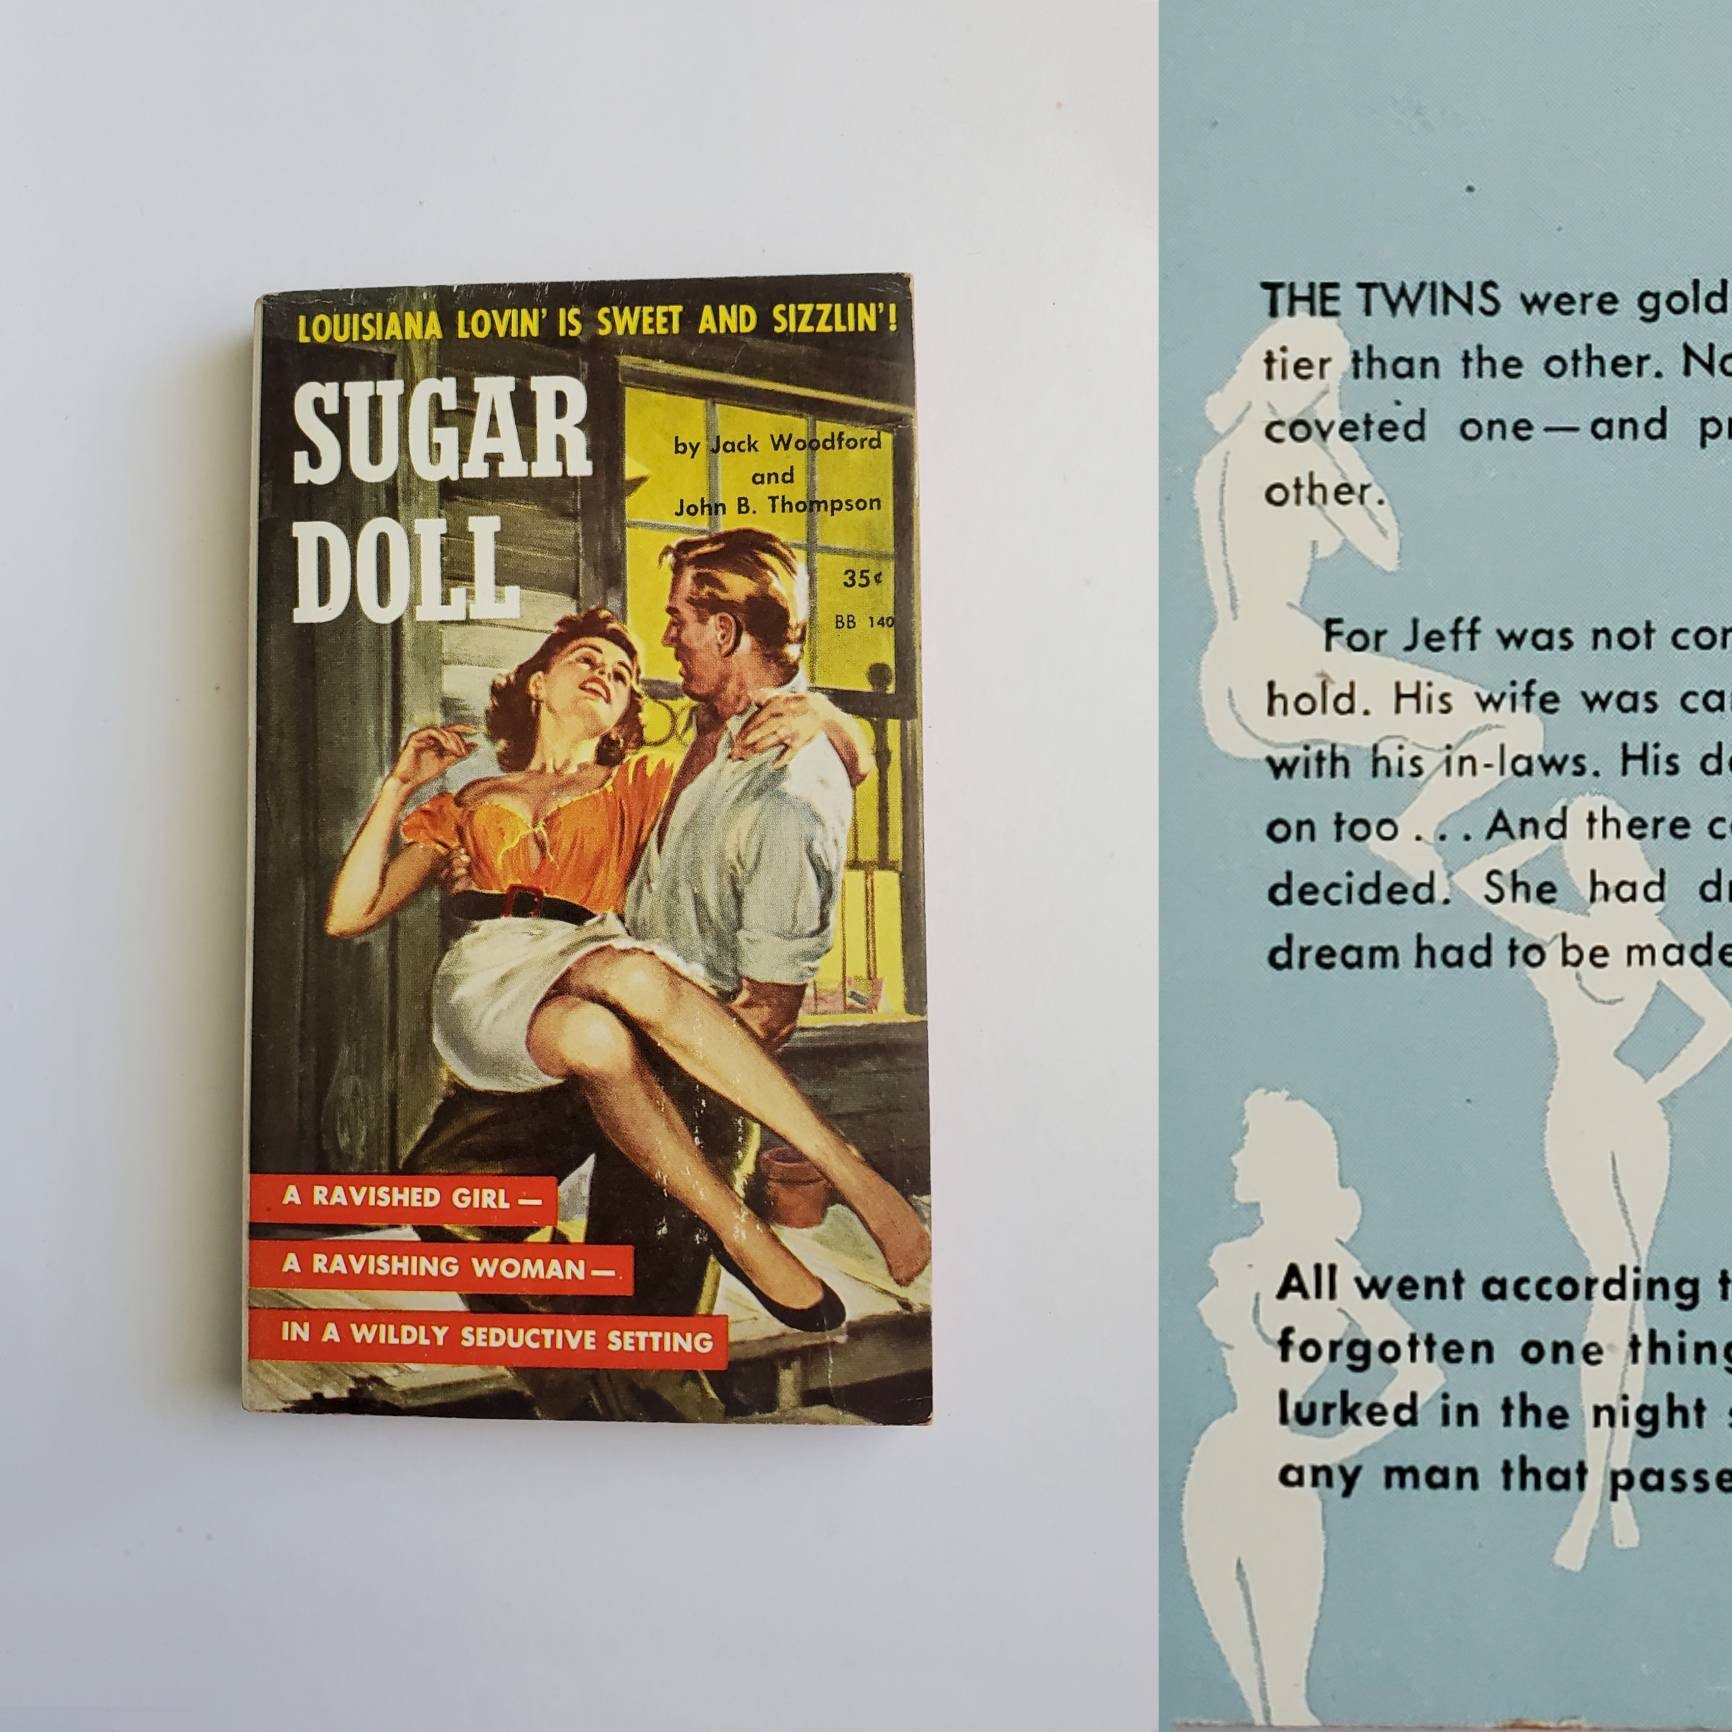 LOUISIANA LOVIN' IS SWEET AND SIZZLIN'!
SUGAR
DOLL
by Jack Woodford
and
John B. Thompson
35¢
BB 140
A RAVISHED GIRL—
A RAVISHING WOMAN—
IN A WILDLY SEDUCTIVE SETTING
THE TWINS were gold
tier than the other. No
coveted one—and pr
other.
For Jeff was not con
hold. His wife was ca
with his in-laws. His d
on too . . . And there c
decided. She had dr
dream had to be made
All went according t
forgotten one thing
lurked in the night s
any man that passe